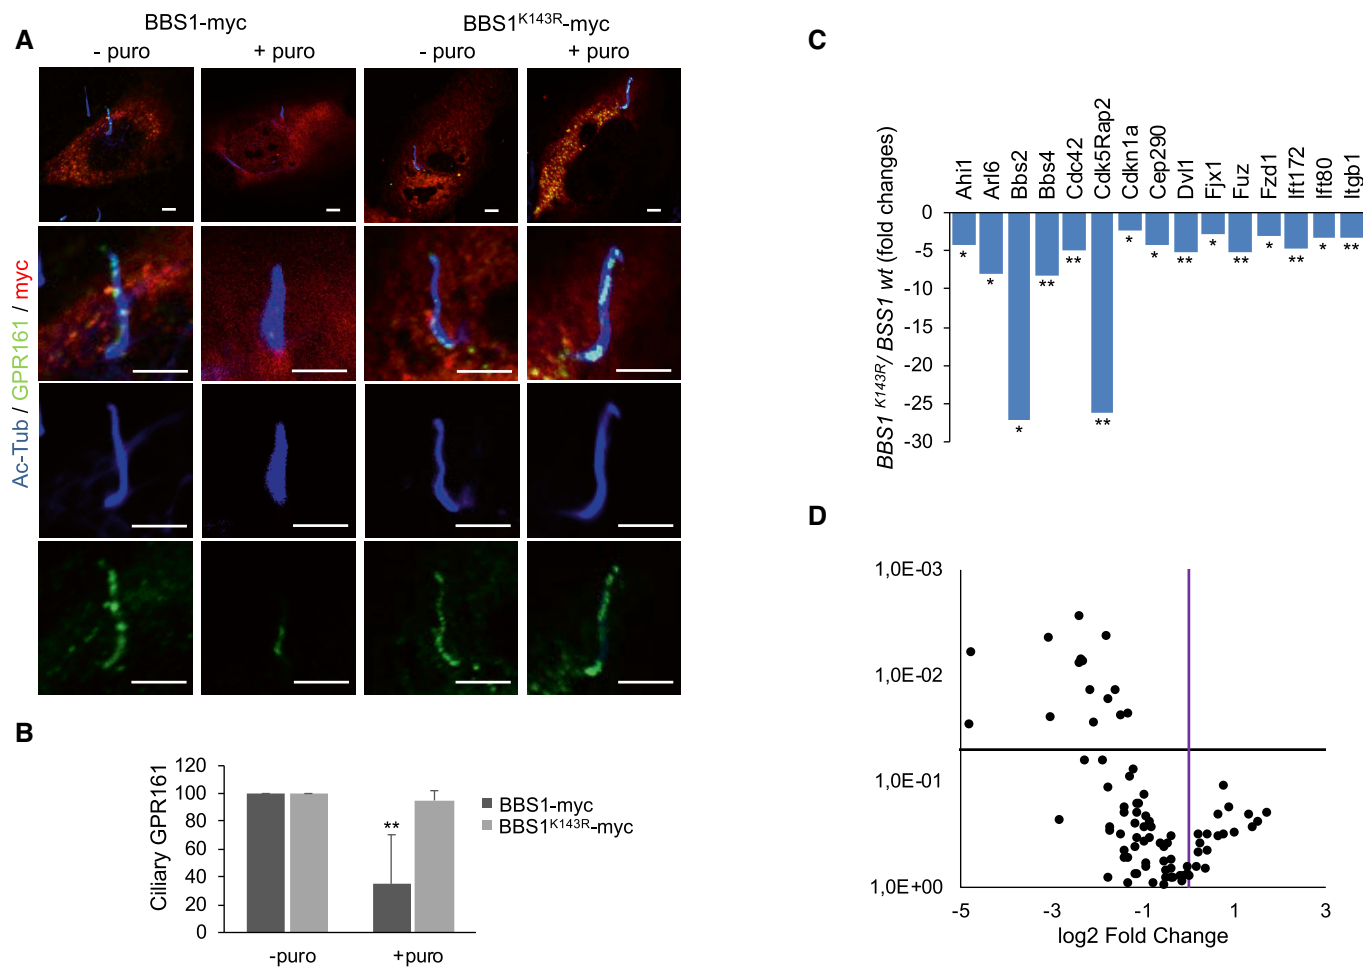 A
BBS1-myc
BBS1K143R-myc
- puro
+ puro
- puro
+ puro
Ac-Tub / GPR161 / myc
B
120
100
80
60
40
20
0
Ciliary GPR161
**
-puro
+puro
BBS1-myc
BBS1K143R-myc
C
Ahi1
Arl6
Bbs2
Bbs4
Cdc42
Cdk5Rap2
Cdkn1a
Cep290
Dvl1
Fjx1
Fuz
Fzd1
Ift172
Ift80
Itgb1
BBS1 K143R/ BSS1 wt (fold changes)
0
-5
-10
-15
-20
-25
-30
* * * ** ** ** * * ** * ** * ** * **
D
1,0E-03
1,0E-02
1,0E-01
1,0E+00
-5 -3 -1 1 3
log2 Fold Change